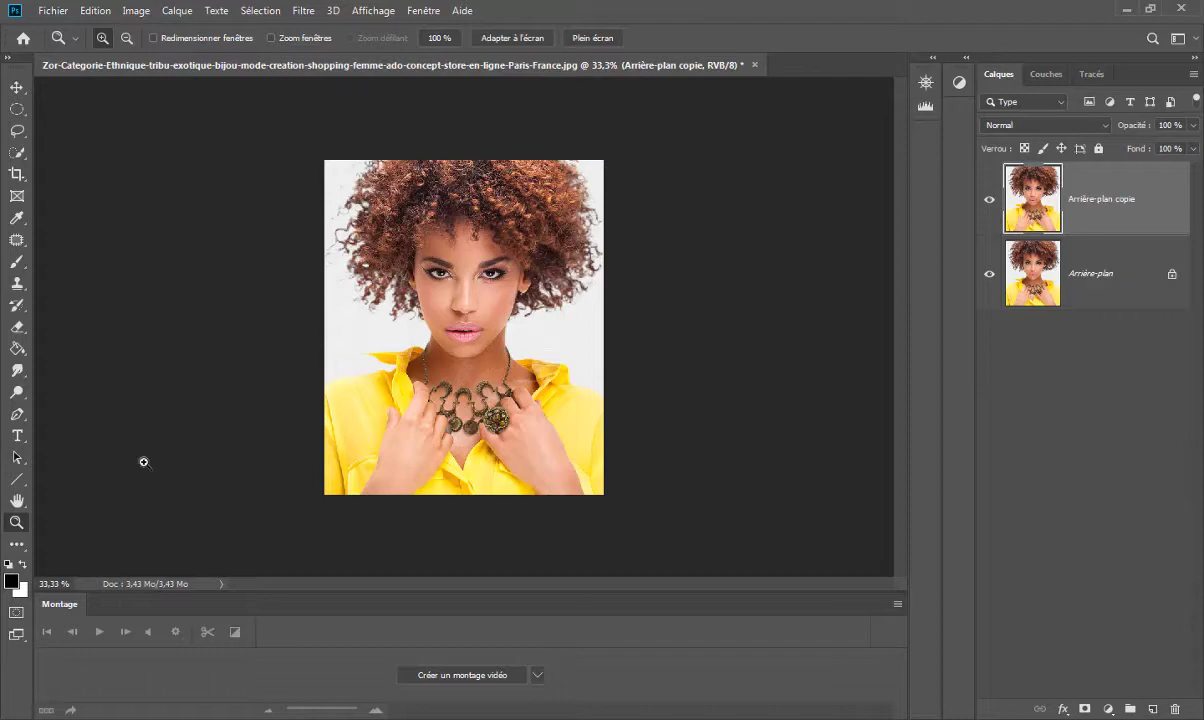 Ps Fichier Edition Image Calque Texte Sélection Filtre 3D Affichage Fenêtre Aide
Redimensionner fenêtres Zoom fenêtres Zoom défilant 100 % Adapter à l'écran Plein écran
Zor-Categorie-Ethnique-tribu-exotique-bijou-mode-creation-shopping-femme-ado-concept-store-en-ligne-Paris-France.jpg @ 33,3% (Arrière-plan copie, RVB/8) *
Calques Couches Tracés
Type
Normal Opacité : 100 %
Verrou : Fond : 100 %
Arrière-plan copie
Arrière-plan
33,33 % Doc : 3,43 Mo/3,43 Mo
Montage
Créer un montage vidéo